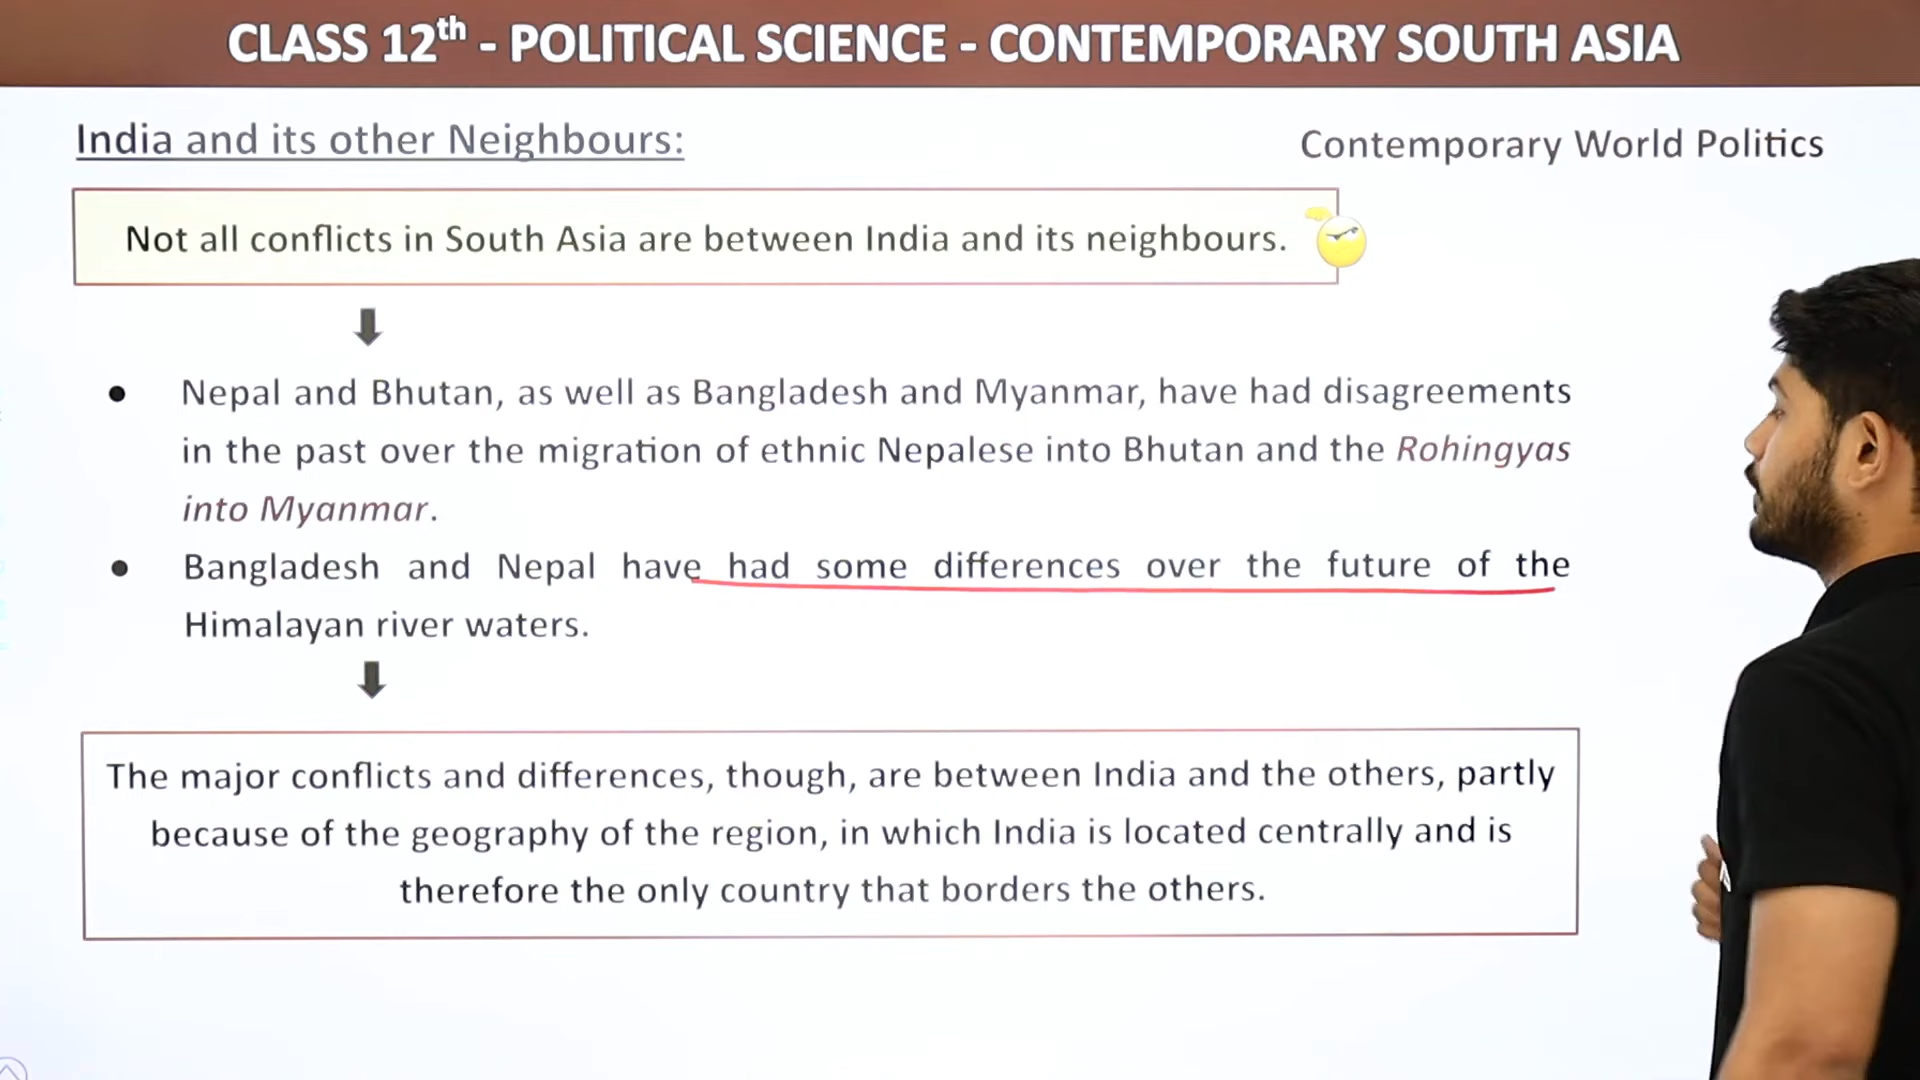 CLASS 12th - POLITICAL SCIENCE - CONTEMPORARY SOUTH ASIA
India and its other Neighbours:
Contemporary World Politics
Not all conflicts in South Asia are between India and its neighbours.
● Nepal and Bhutan, as well as Bangladesh and Myanmar, have had disagreements
in the past over the migration of ethnic Nepalese into Bhutan and the Rohingyas
into Myanmar.
● Bangladesh and Nepal have had some differences over the future of the
Himalayan river waters.
The major conflicts and differences, though, are between India and the others, partly
because of the geography of the region, in which India is located centrally and is
therefore the only country that borders the others.